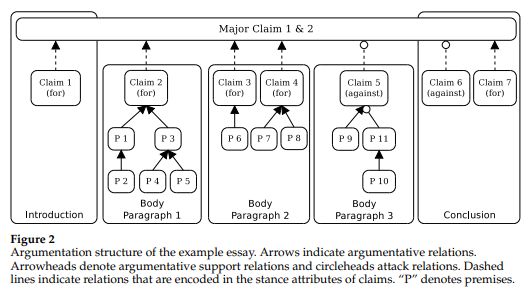 Major Claim 1 & 2
Claim 1
(for)
Claim 2
(for)
Claim 3
(for)
Claim 4
(for)
Claim 5
(against)
Claim 6
(against)
Claim 7
(for)
P 1
P 3
P 6
P 7
P 8
P 9
P 11
P 2
P 4
P 5
P 10
Introduction
Body
Paragraph 1
Body
Paragraph 2
Body
Paragraph 3
Conclusion
Figure 2
Argumentation structure of the example essay. Arrows indicate argumentative relations.
Arrowheads denote argumentative support relations and circleheads attack relations. Dashed
lines indicate relations that are encoded in the stance attributes of claims. “P” denotes premises.